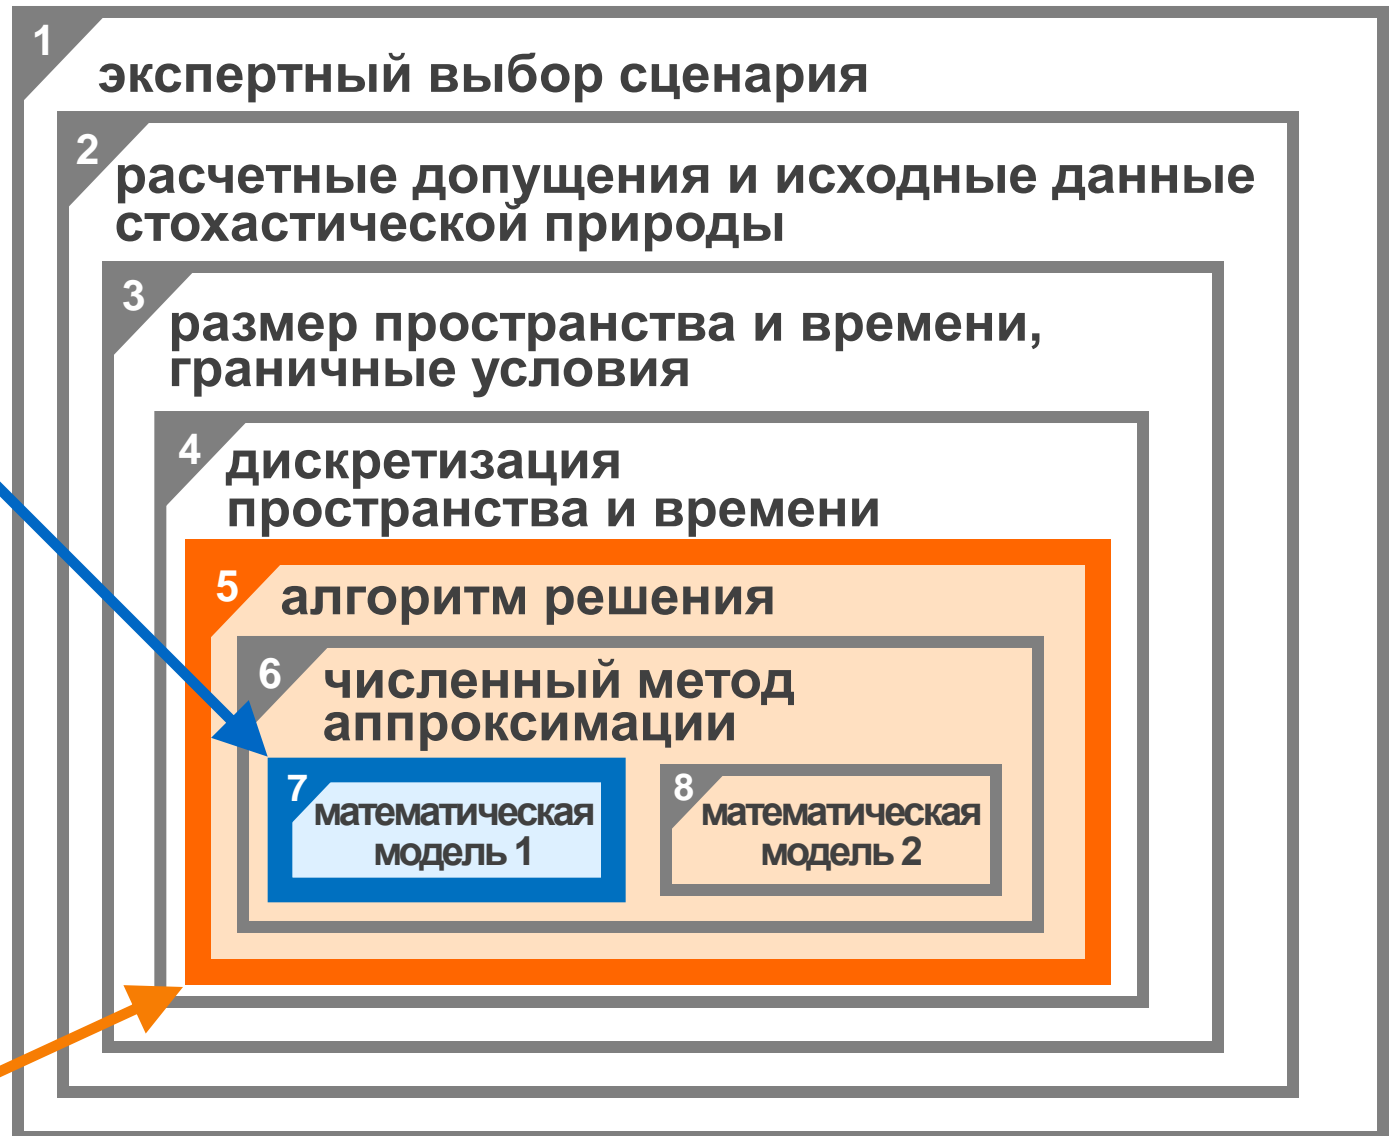 1
экспертный выбор сценария
2
расчетные допущения и исходные данные
стохастической природы
3
размер пространства и времени,
граничные условия
4
дискретизация
пространства и времени
5
алгоритм решения
6
численный метод
аппроксимации
7
математическая
модель 1
8
математическая
модель 2